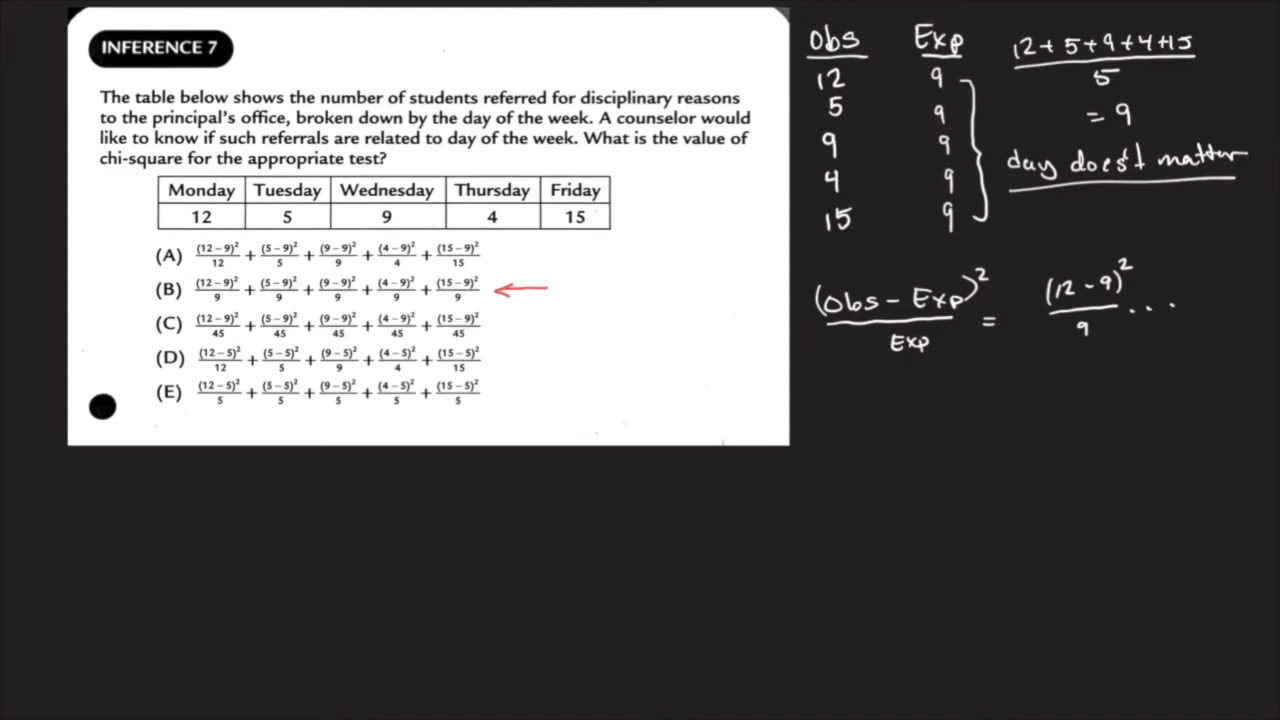 INFERENCE 7
The table below shows the number of students referred for disciplinary reasons
to the principal's office, broken down by the day of the week. A counselor would
like to know if such referrals are related to day of the week. What is the value of
chi-square for the appropriate test?
Monday Tuesday Wednesday Thursday Friday
12 5 9 4 15
(A) (12 – 9)²/12 + (5 – 9)²/5 + (9 – 9)²/9 + (4 – 9)²/4 + (15 – 9)²/15
(B) (12 – 9)²/9 + (5 – 9)²/9 + (9 – 9)²/9 + (4 – 9)²/9 + (15 – 9)²/9
(C) (12 – 9)²/45 + (5 – 9)²/45 + (9 – 9)²/45 + (4 – 9)²/45 + (15 – 9)²/45
(D) (12 – 5)²/12 + (5 – 5)²/5 + (9 – 5)²/9 + (4 – 5)²/4 + (15 – 5)²/15
(E) (12 – 5)²/5 + (5 – 5)²/5 + (9 – 5)²/5 + (4 – 5)²/5 + (15 – 5)²/5
Obs Exp
12 9
5 9
9 9
4 9
15 9
12 + 5 + 9 + 4 + 15
5
= 9
day does't matter
(Obs - Exp)² / Exp = (12 - 9)² / 9 ...